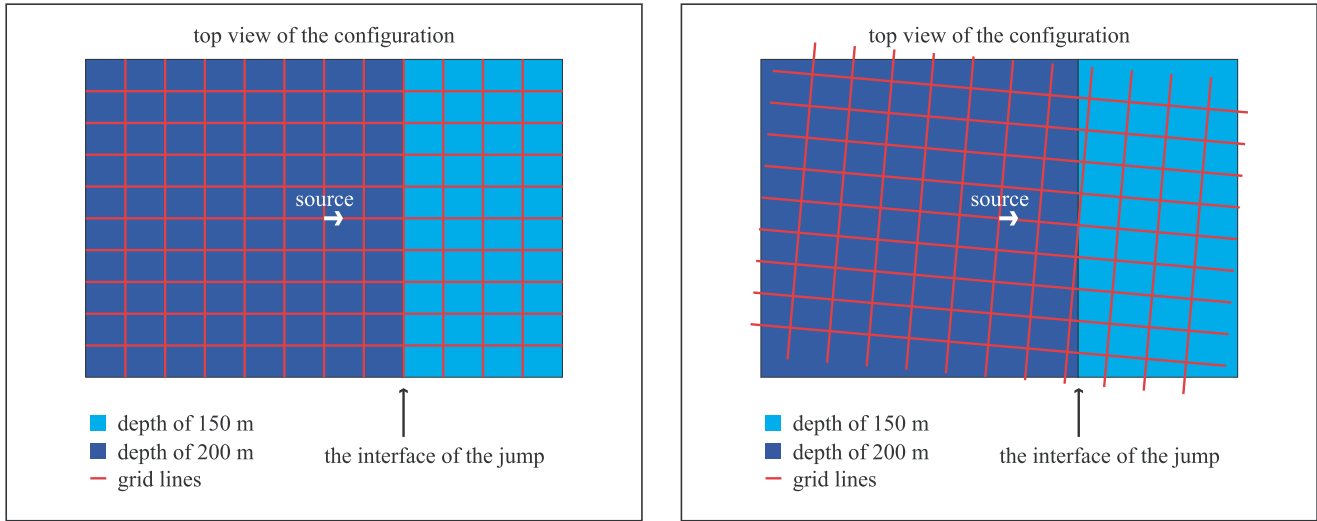 top view of the configuration
source
depth of 150 m
depth of 200 m
the interface of the jump
grid lines
top view of the configuration
source
depth of 150 m
depth of 200 m
the interface of the jump
grid lines